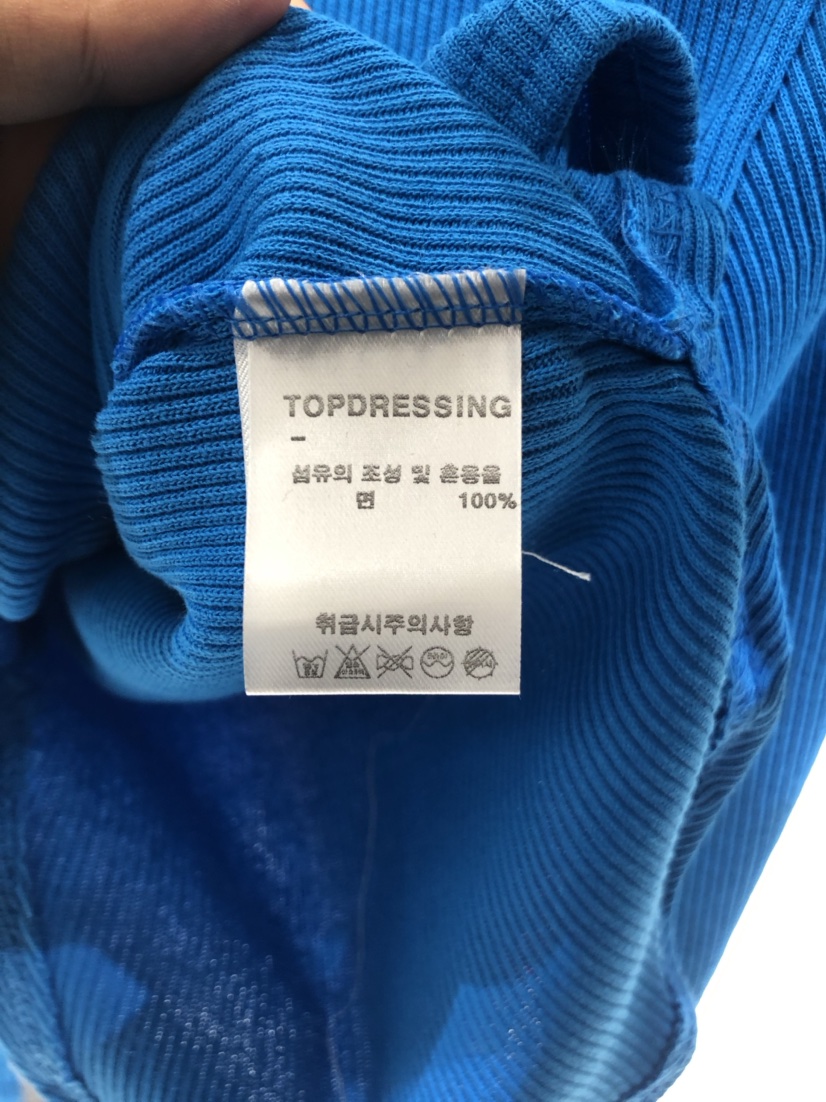 TOPDRESSING
-
섬유의 조성 및 혼용율
면 100%
취급시주의사항